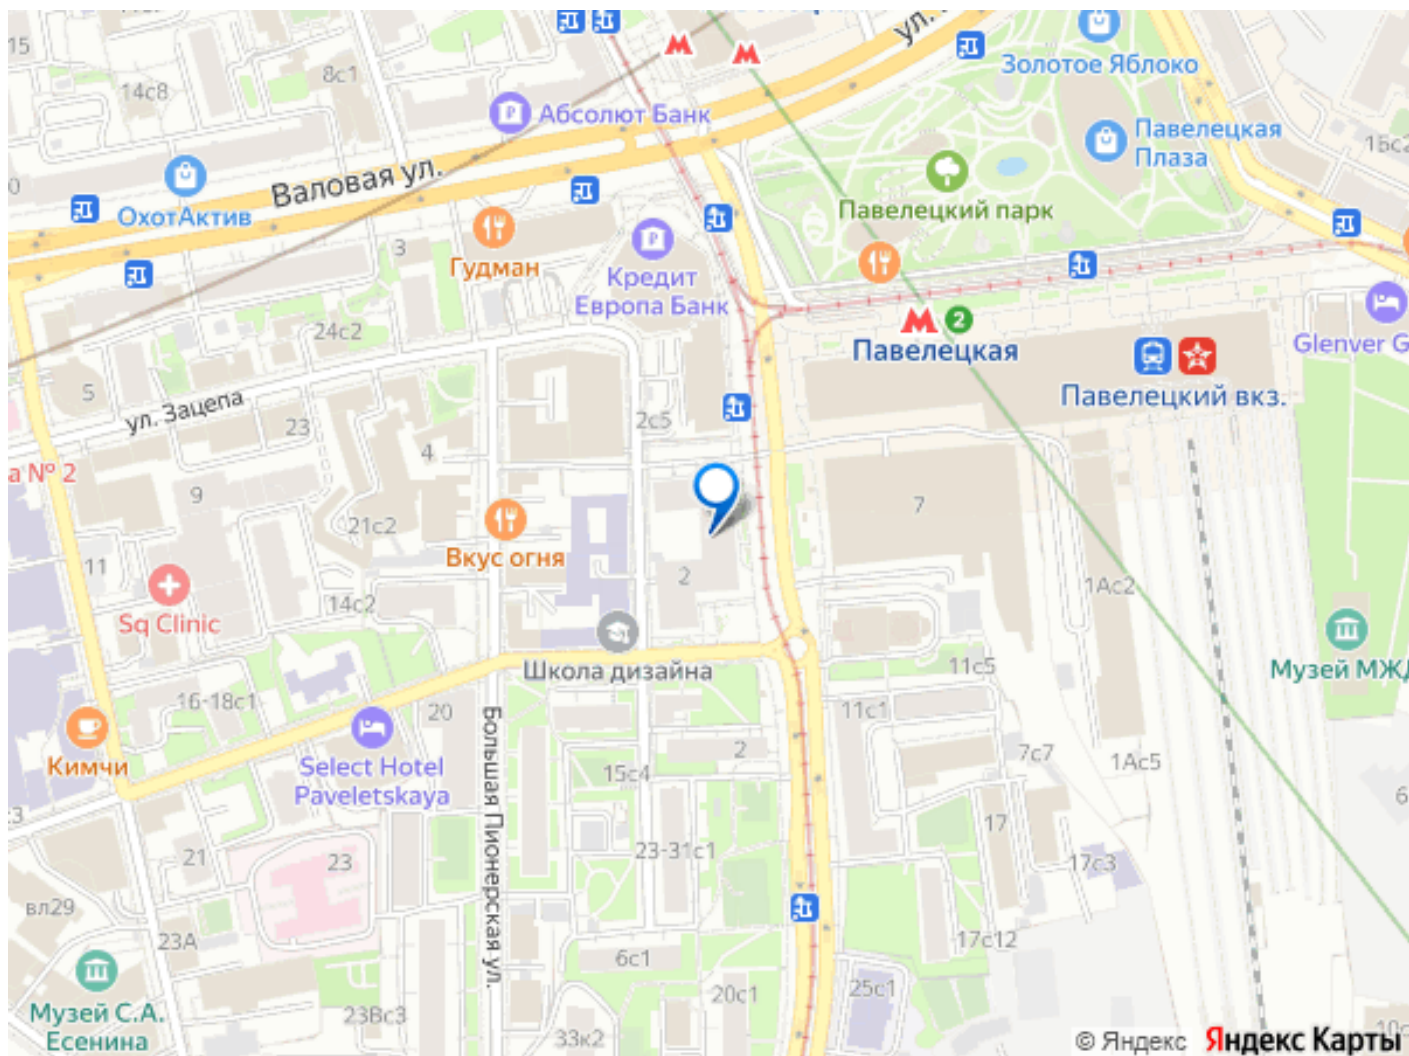 Золотое Яблоко
15
8с1
14с8
Абсолют Банк
Павелецкая
Плаза
Валовая ул.
ОхотАктив
Павелецкий парк
3
Гудман
Кредит
Европа Банк
24с2
2
Павелецкая
Glenver G
Павелецкий вкз.
5
ул. Зацепа
23
2с5
4
а № 2
9
21с2
7
Вкус огня
11
2
14с2
1Ас2
Sq Clinic
Школа дизайна
11с5
Музей МЖД
16-18с1
20
11с1
Большая Пионерская ул.
Кимчи
Select Hotel
Paveletskaya
2
15с4
7с7
1Ас5
6
17
21
23
23-31с1
17с3
вл29
23А
17с12
6с1
Музей С.А.
Есенина
23Вс3
20с1
25с1
33к2
© Яндекс Яндекс Карты